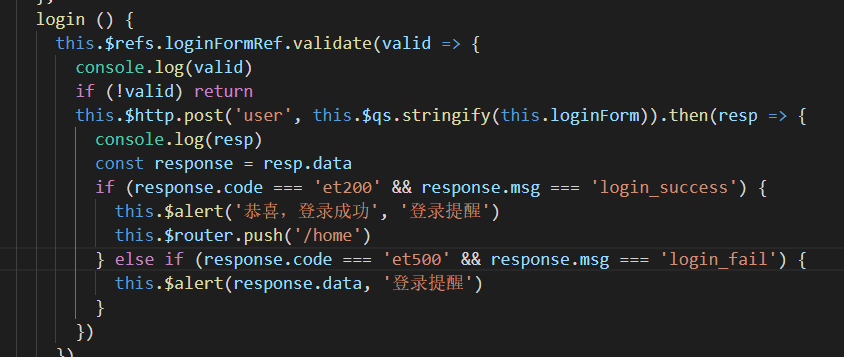 },
login () {
this.$refs.loginFormRef.validate(valid => {
console.log(valid)
if (!valid) return
this.$http.post('user', this.$qs.stringify(this.loginForm)).then(resp => {
console.log(resp)
const response = resp.data
if (response.code === 'et200' && response.msg === 'login_success') {
this.$alert('恭喜，登录成功', '登录提醒')
this.$router.push('/home')
} else if (response.code === 'et500' && response.msg === 'login_fail') {
this.$alert(response.data, '登录提醒')
}
})
})